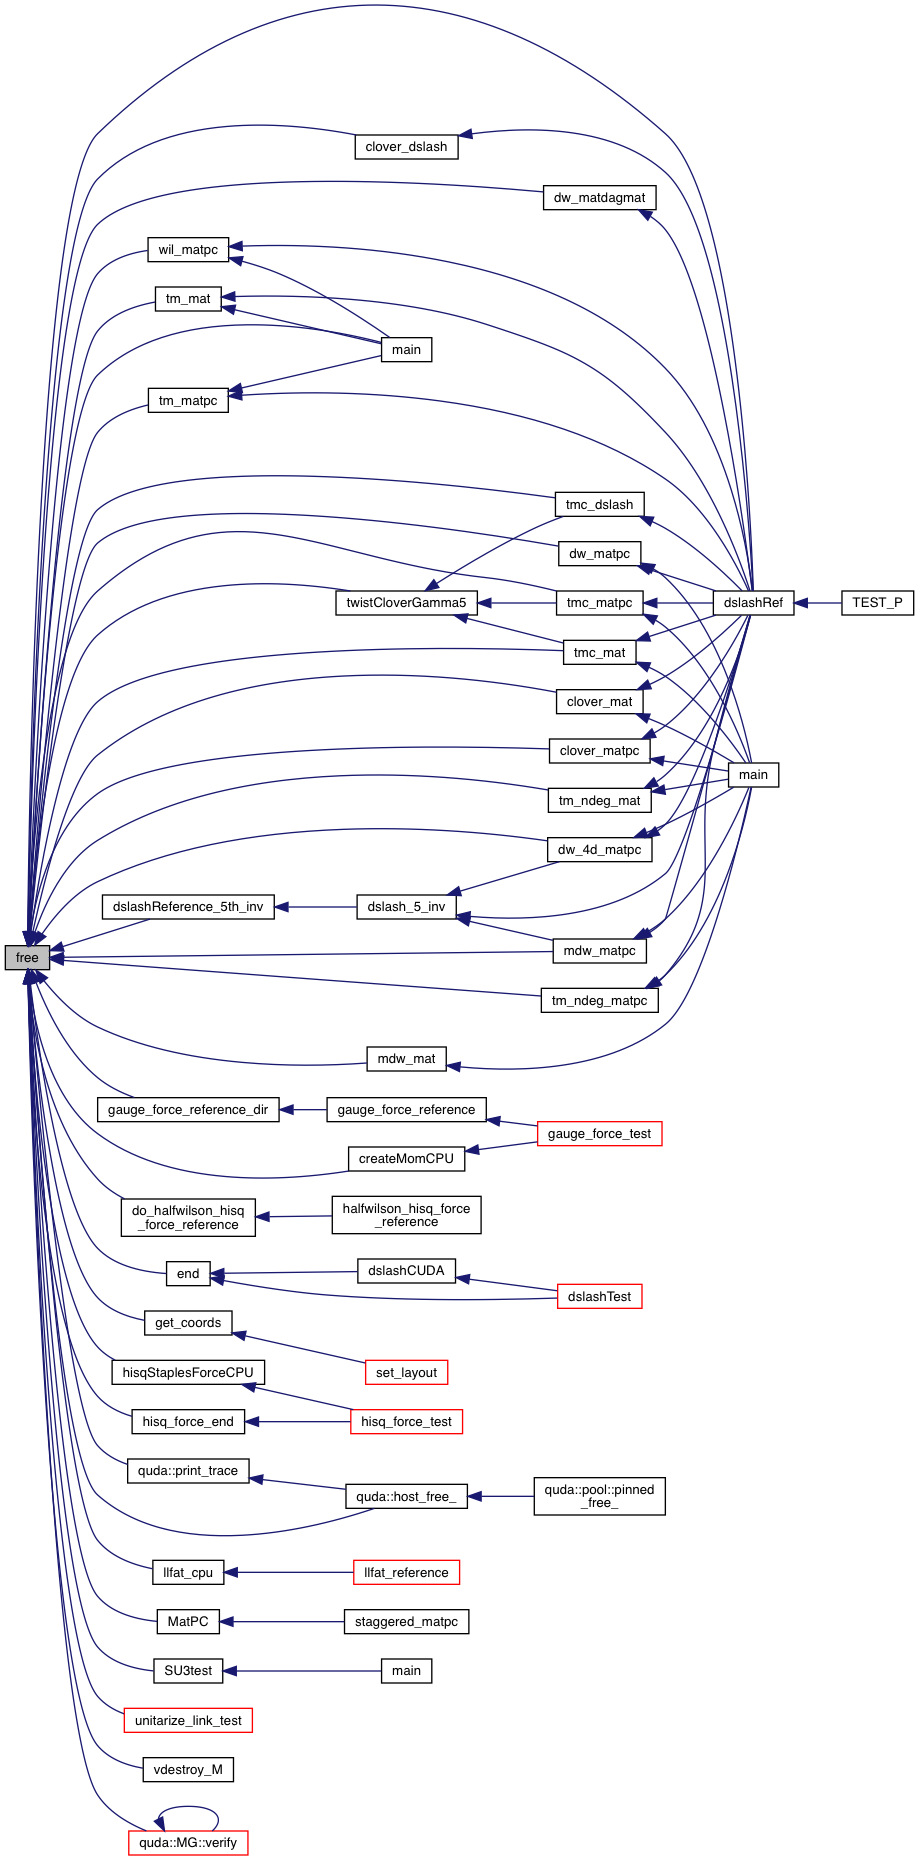 clover_dslash
dw_matdagmat
wil_matpc
tm_mat
main
tm_matpc
tmc_dslash
dw_matpc
twistCloverGamma5
tmc_matpc
dslashRef
TEST_P
tmc_mat
clover_mat
clover_matpc
main
tm_ndeg_mat
dw_4d_matpc
dslashReference_5th_inv
dslash_5_inv
mdw_matpc
free
tm_ndeg_matpc
mdw_mat
gauge_force_reference_dir
gauge_force_reference
gauge_force_test
createMomCPU
do_halfwilson_hisq
_force_reference
halfwilson_hisq_force
_reference
end
dslashCUDA
dslashTest
get_coords
set_layout
hisqStaplesForceCPU
hisq_force_end
hisq_force_test
quda::print_trace
quda::host_free_
quda::pool::pinned
_free_
llfat_cpu
llfat_reference
MatPC
staggered_matpc
SU3test
main
unitarize_link_test
vdestroy_M
quda::MG::verify